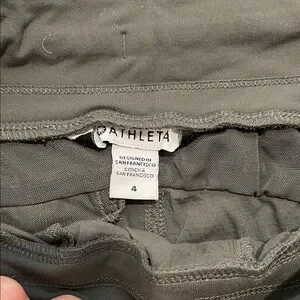 ATHLETA
DESIGNED IN
SAN FRANCISCO
CONÇU À
SAN FRANCISCO
4